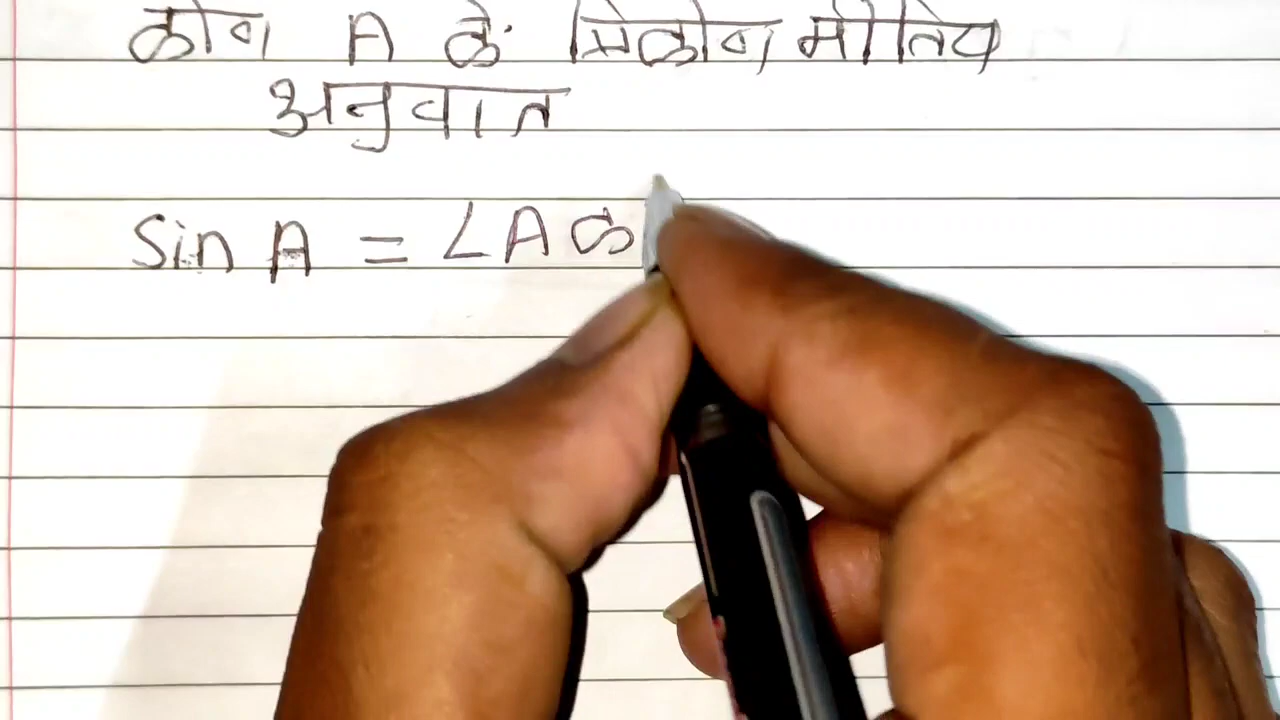 कोण A के त्रिकोणमीतिय
अनुपात
Sin A = ∠A क